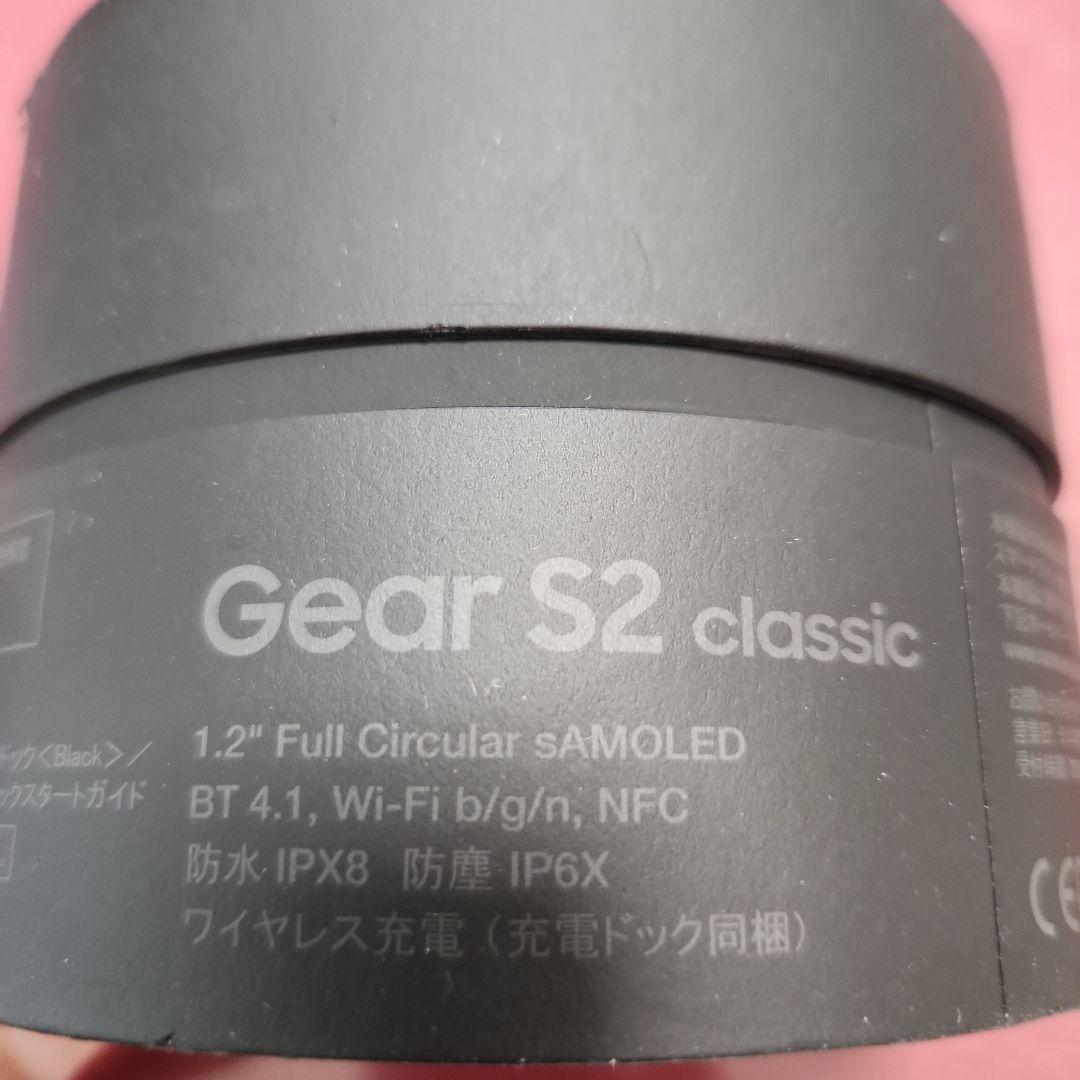 Gear S2 classic
1.2" Full Circular sAMOLED
BT 4.1, Wi-Fi b/g/n, NFC
防水 IPX8 防塵 IP6X
ワイヤレス充電（充電ドック同梱）
ドック〈Black〉／
ックスタートガイド
CE